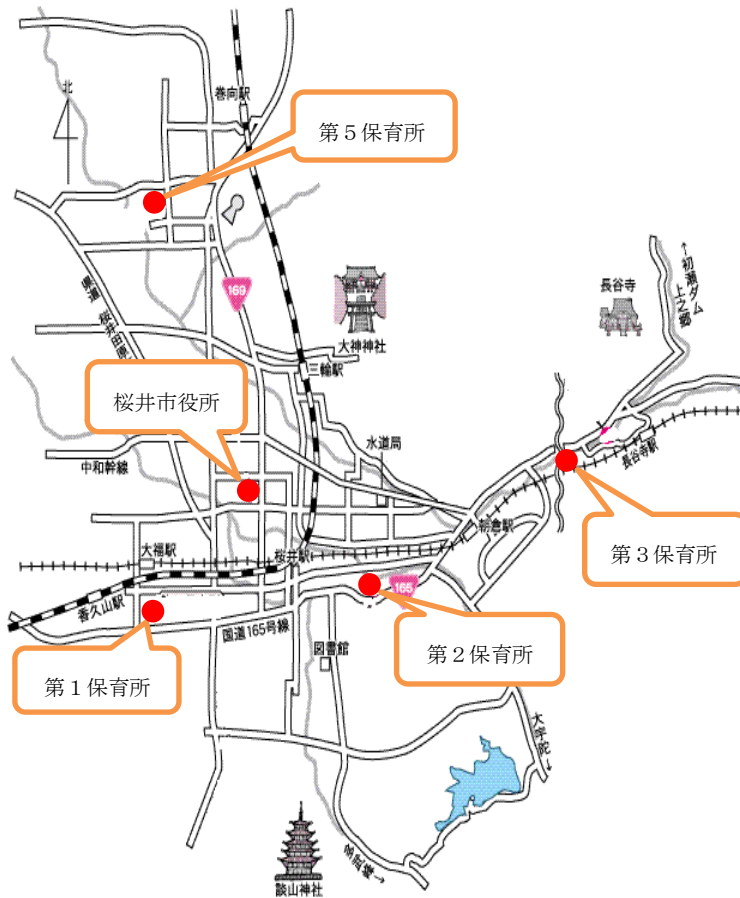 北
巻向駅
第５保育所
県道 桜井田原
169
大神神社
長谷寺
↑初瀬ダム
上之郷
三輪駅
桜井市役所
水道局
中和幹線
長谷寺駅
朝倉駅
大福駅
桜井駅
第３保育所
香久山駅
165
国道165号線
図書館
第２保育所
第１保育所
大宇陀→
多武峰→
談山神社